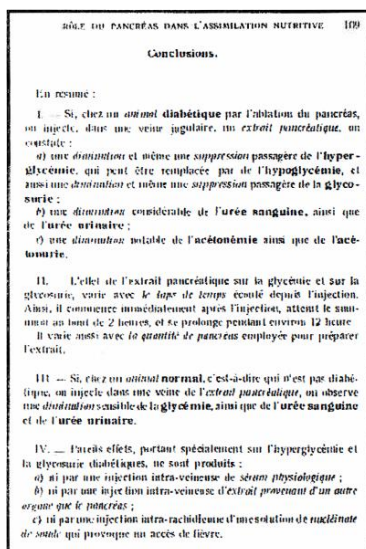 RÔLE DU PANCRÉAS DANS L'ASSIMILATION NUTRITIVE 109
Conclusions.
En résumé :
I. — Si, chez un animal diabétique par l'ablation du pancréas,
on injecte, dans une veine jugulaire, un extrait pancréatique, on
constate :
a) une diminution et même une suppression passagère de l'hyper-
glycémie, qui peut être remplacée par de l'hypoglycémie, et
aussi une diminution et même une suppression passagère de la glyco-
surie ;
b) une diminution considérable de l'urée sanguine, ainsi que
de l'urée urinaire ;
c) une diminution notable de l'acétonémie ainsi que de l'acé-
tonurie.
II. L'effet de l'extrait pancréatique sur la glycémie et sur la
glycosurie, varie avec le laps de temps écoulé depuis l'injection.
Ainsi, il commence immédiatement après l'injection, atteint le sum-
mum au bout de 2 heures, et se prolonge pendant environ 12 heure
Il varie aussi avec la quantité de pancréas employée pour préparer
l'extrait.
III — Si, chez un animal normal, c'est-à-dire qui n'est pas diabé-
tique, on injecte dans une veine de l'extrait pancréatique, on observe
une diminution sensible de la glycémie, ainsi que de l'urée sanguine
et de l'urée urinaire.
IV. — Pareils effets, portant spécialement sur l'hyperglycémie et
la glycosurie diabétiques, ne sont produits :
a) ni par une injection intra-veineuse de sérum physiologique ;
b) ni par une injection intra-veineuse d'extrait provenant d'un autre
organe que le pancréas ;
c) ni par une injection intra-rachidienne d'une solution de nucléinate
de soude qui provoque un accès de fièvre.